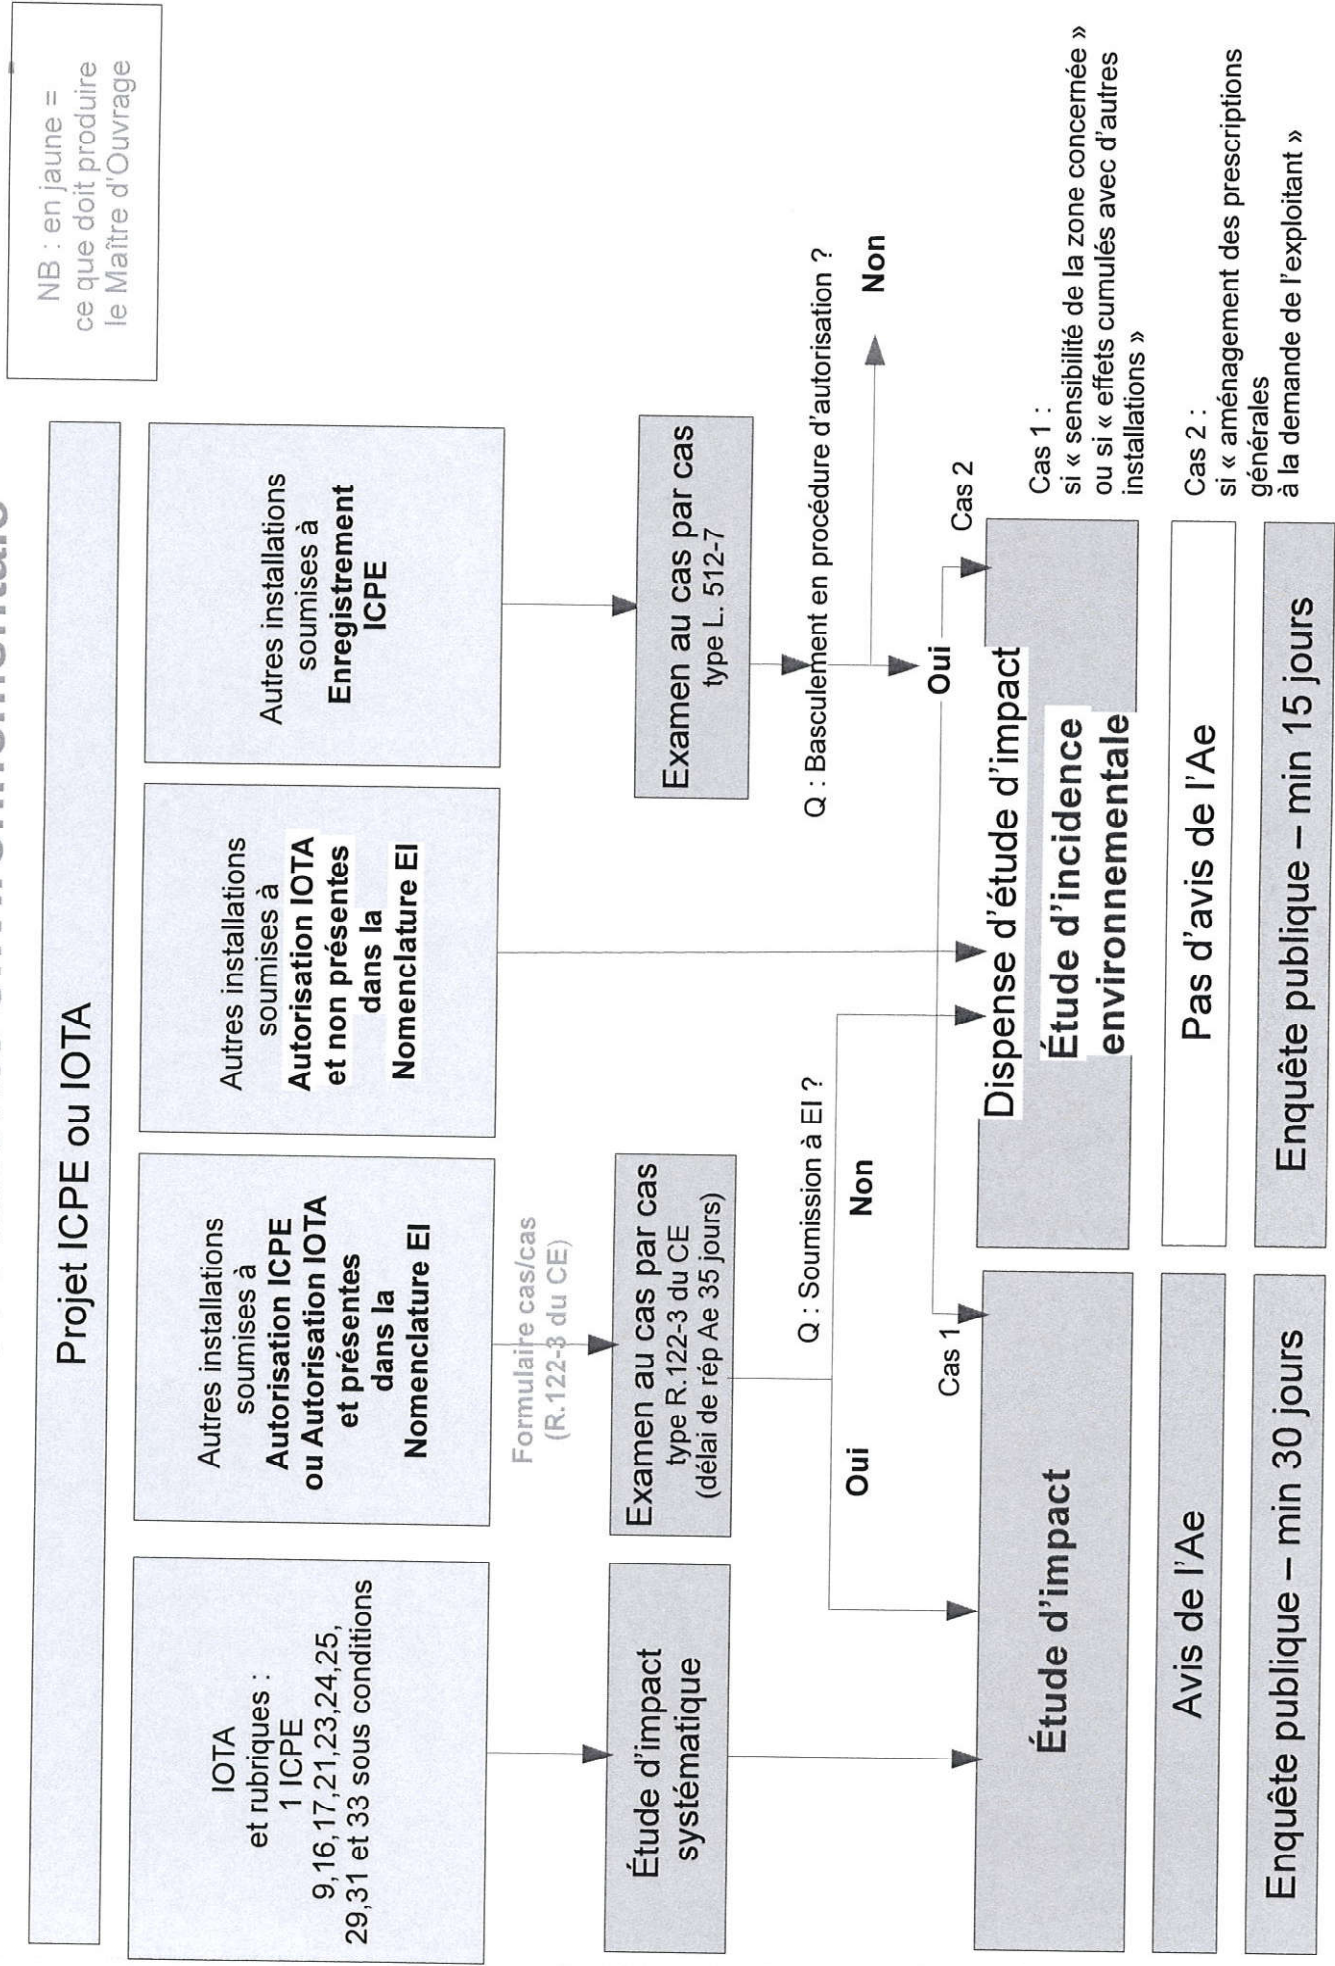 NB : en jaune =
ce que doit produire
le Maître d'Ouvrage
Projet ICPE ou IOTA
IOTA
et rubriques :
1 ICPE
9,16,17,21,23,24,25,
29,31 et 33 sous conditions
Autres installations
soumises à
Autorisation ICPE
ou Autorisation IOTA
et présentes
dans la
Nomenclature EI
Autres installations
soumises à
Autorisation IOTA
et non présentes
dans la
Nomenclature EI
Autres installations
soumises à
Enregistrement
ICPE
Formulaire cas/cas
(R.122-3 du CE)
Étude d'impact
systématique
Examen au cas par cas
type R.122-3 du CE
(délai de rép Ae 35 jours)
Examen au cas par cas
type L. 512-7
Q : Soumission à EI ?
Oui
Non
Q : Basculement en procédure d'autorisation ?
Non
Oui
Cas 1
Cas 2
Étude d'impact
Dispense d'étude d'impact
Étude d'incidence
environnementale
Cas 1 :
si « sensibilité de la zone concernée »
ou si « effets cumulés avec d'autres
installations »
Avis de l'Ae
Pas d'avis de l'Ae
Cas 2 :
si « aménagement des prescriptions
générales
à la demande de l'exploitant »
Enquête publique – min 30 jours
Enquête publique – min 15 jours